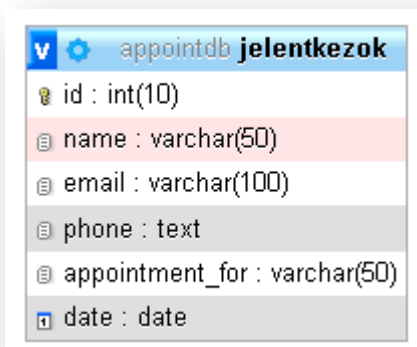 v appointdb jelentkezok
id : int(10)
name : varchar(50)
email : varchar(100)
phone : text
appointment_for : varchar(50)
date : date